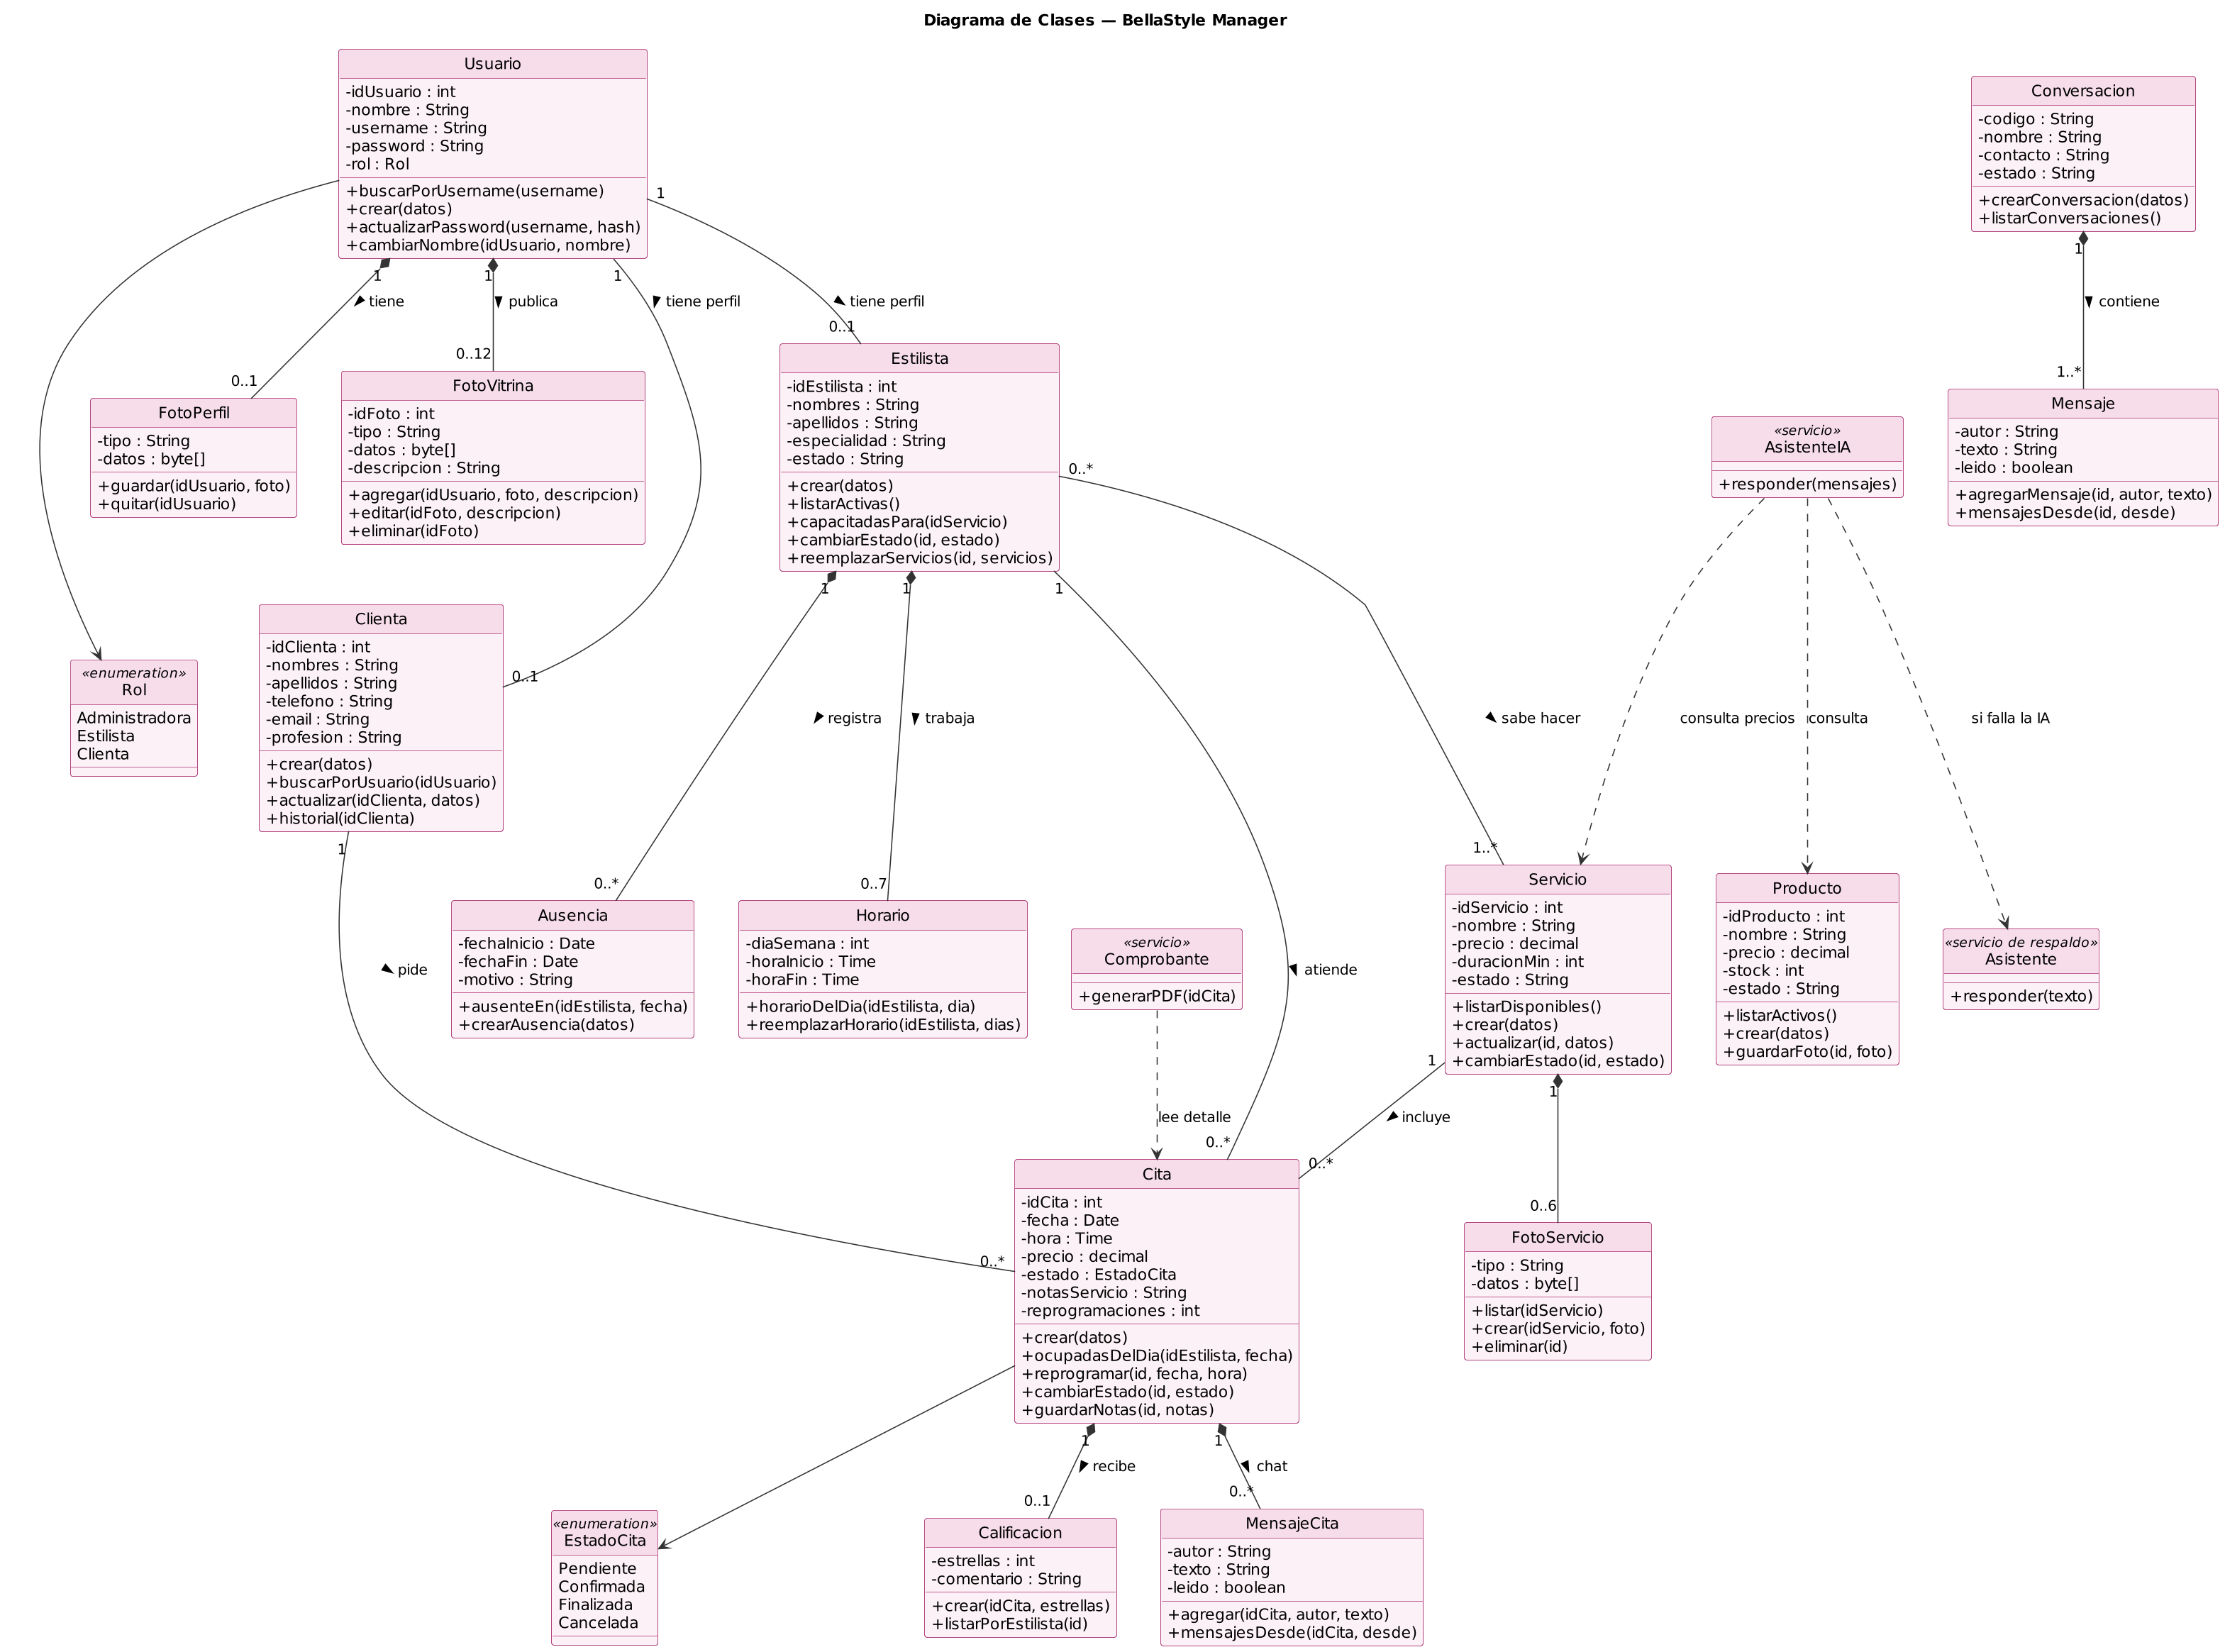 Diagrama de Clases — BellaStyle Manager
Usuario
-idUsuario : int
-nombre : String
-username : String
-password : String
-rol : Rol
+buscarPorUsername(username)
+crear(datos)
+actualizarPassword(username, hash)
+cambiarNombre(idUsuario, nombre)
Conversacion
-codigo : String
-nombre : String
-contacto : String
-estado : String
+crearConversacion(datos)
+listarConversaciones()
1
1
1
1
1
tiene
publica
tiene perfil
tiene perfil
contiene
0..1
0..12
0..1
1..*
FotoPerfil
-tipo : String
-datos : byte[]
+guardar(idUsuario, foto)
+quitar(idUsuario)
FotoVitrina
-idFoto : int
-tipo : String
-datos : byte[]
-descripcion : String
+agregar(idUsuario, foto, descripcion)
+editar(idFoto, descripcion)
+eliminar(idFoto)
Estilista
-idEstilista : int
-nombres : String
-apellidos : String
-especialidad : String
-estado : String
+crear(datos)
+listarActivas()
+capacitadasPara(idServicio)
+cambiarEstado(id, estado)
+reemplazarServicios(id, servicios)
0..*
«servicio»
AsistenteIA
+responder(mensajes)
Mensaje
-autor : String
-texto : String
-leido : boolean
+agregarMensaje(id, autor, texto)
+mensajesDesde(id, desde)
1
1
1
«enumeration»
Rol
Administradora
Estilista
Clienta
Clienta
-idClienta : int
-nombres : String
-apellidos : String
-telefono : String
-email : String
-profesion : String
+crear(datos)
+buscarPorUsuario(idUsuario)
+actualizar(idClienta, datos)
+historial(idClienta)
0..1
registra
trabaja
sabe hacer
consulta precios
consulta
si falla la IA
1
0..*
0..7
1..*
pide
Ausencia
-fechaInicio : Date
-fechaFin : Date
-motivo : String
+ausenteEn(idEstilista, fecha)
+crearAusencia(datos)
Horario
-diaSemana : int
-horaInicio : Time
-horaFin : Time
+horarioDelDia(idEstilista, dia)
+reemplazarHorario(idEstilista, dias)
«servicio»
Comprobante
+generarPDF(idCita)
atiende
Servicio
-idServicio : int
-nombre : String
-precio : decimal
-duracionMin : int
-estado : String
+listarDisponibles()
+crear(datos)
+actualizar(id, datos)
+cambiarEstado(id, estado)
Producto
-idProducto : int
-nombre : String
-precio : decimal
-stock : int
-estado : String
+listarActivos()
+crear(datos)
+guardarFoto(id, foto)
«servicio de respaldo»
Asistente
+responder(texto)
1
1
lee detalle
incluye
0..*
0..*
0..*
0..6
Cita
-idCita : int
-fecha : Date
-hora : Time
-precio : decimal
-estado : EstadoCita
-notasServicio : String
-reprogramaciones : int
+crear(datos)
+ocupadasDelDia(idEstilista, fecha)
+reprogramar(id, fecha, hora)
+cambiarEstado(id, estado)
+guardarNotas(id, notas)
FotoServicio
-tipo : String
-datos : byte[]
+listar(idServicio)
+crear(idServicio, foto)
+eliminar(id)
1
1
recibe
chat
0..1
0..*
«enumeration»
EstadoCita
Pendiente
Confirmada
Finalizada
Cancelada
Calificacion
-estrellas : int
-comentario : String
+crear(idCita, estrellas)
+listarPorEstilista(id)
MensajeCita
-autor : String
-texto : String
-leido : boolean
+agregar(idCita, autor, texto)
+mensajesDesde(idCita, desde)